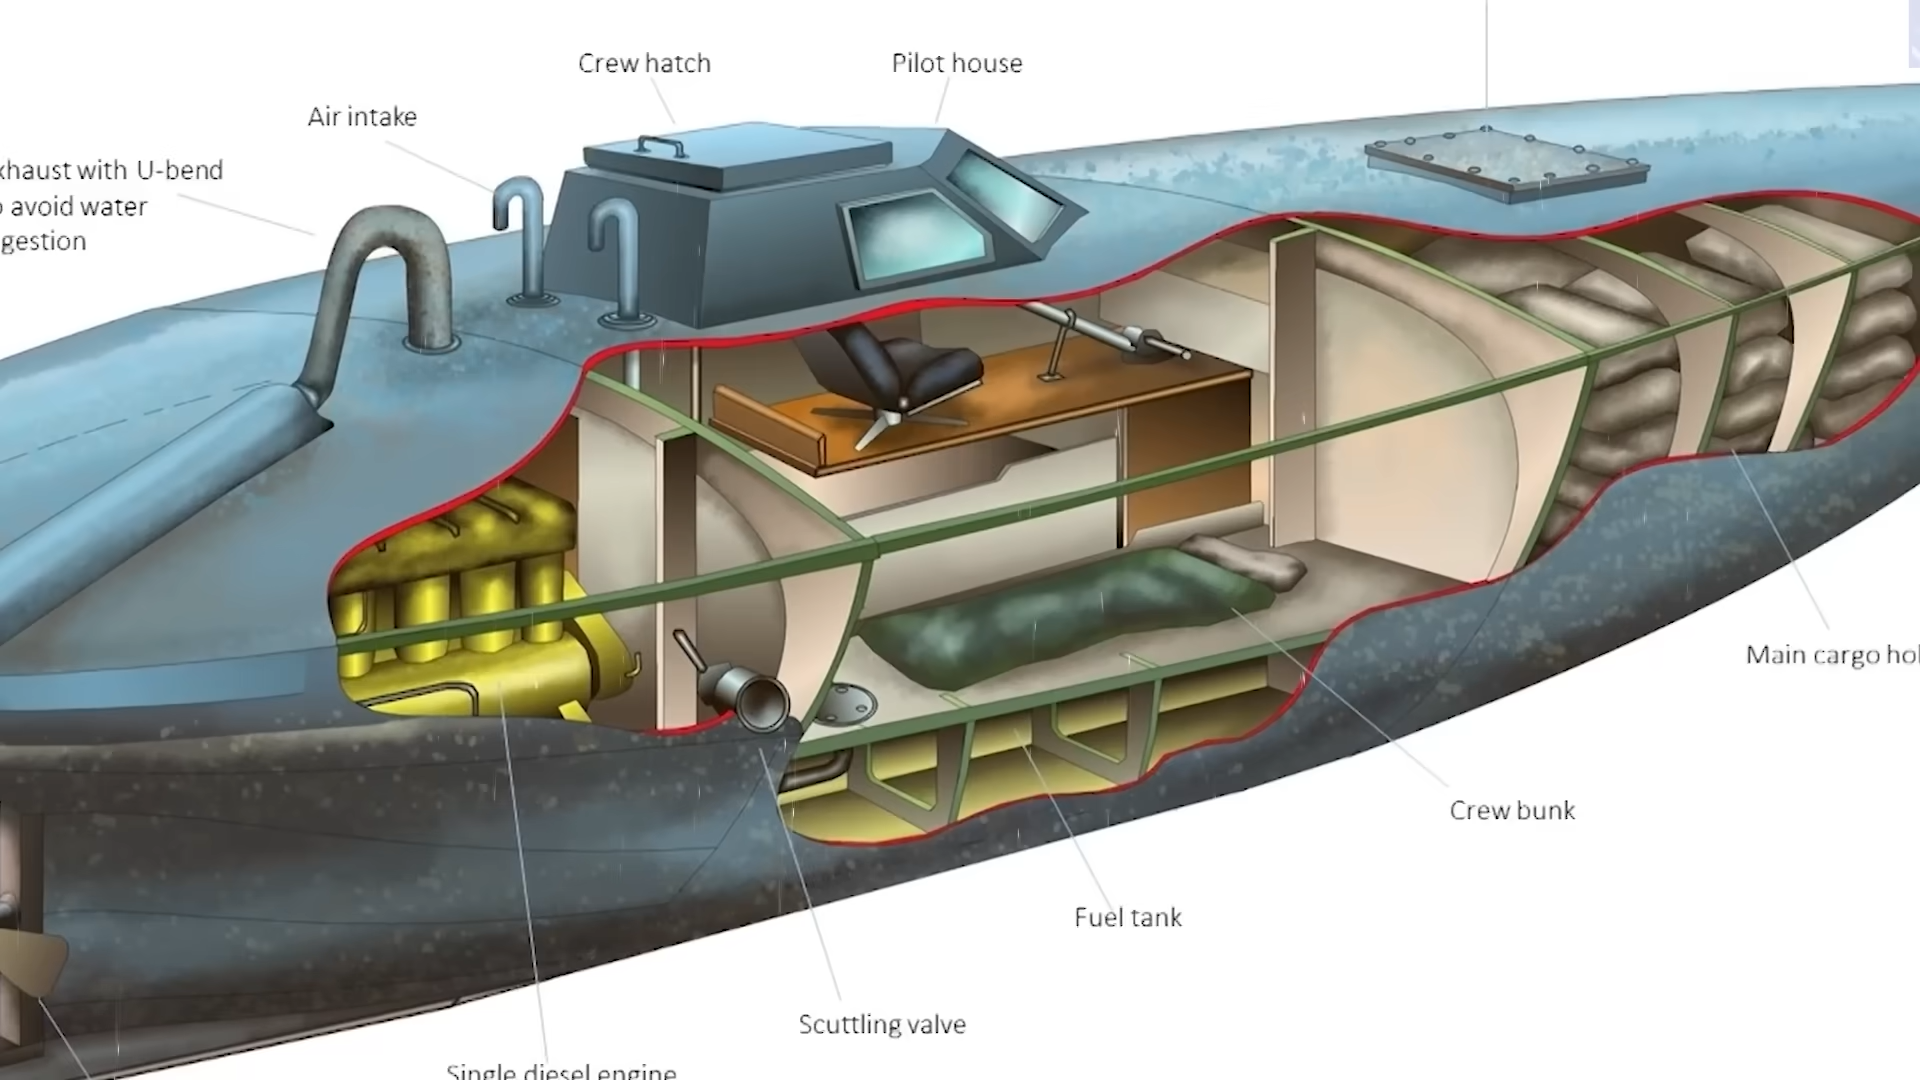 Crew hatch
Pilot house
Air intake
xhaust with U-bend
o avoid water
gestion
Main cargo hol
Crew bunk
Fuel tank
Scuttling valve
Single diesel engine